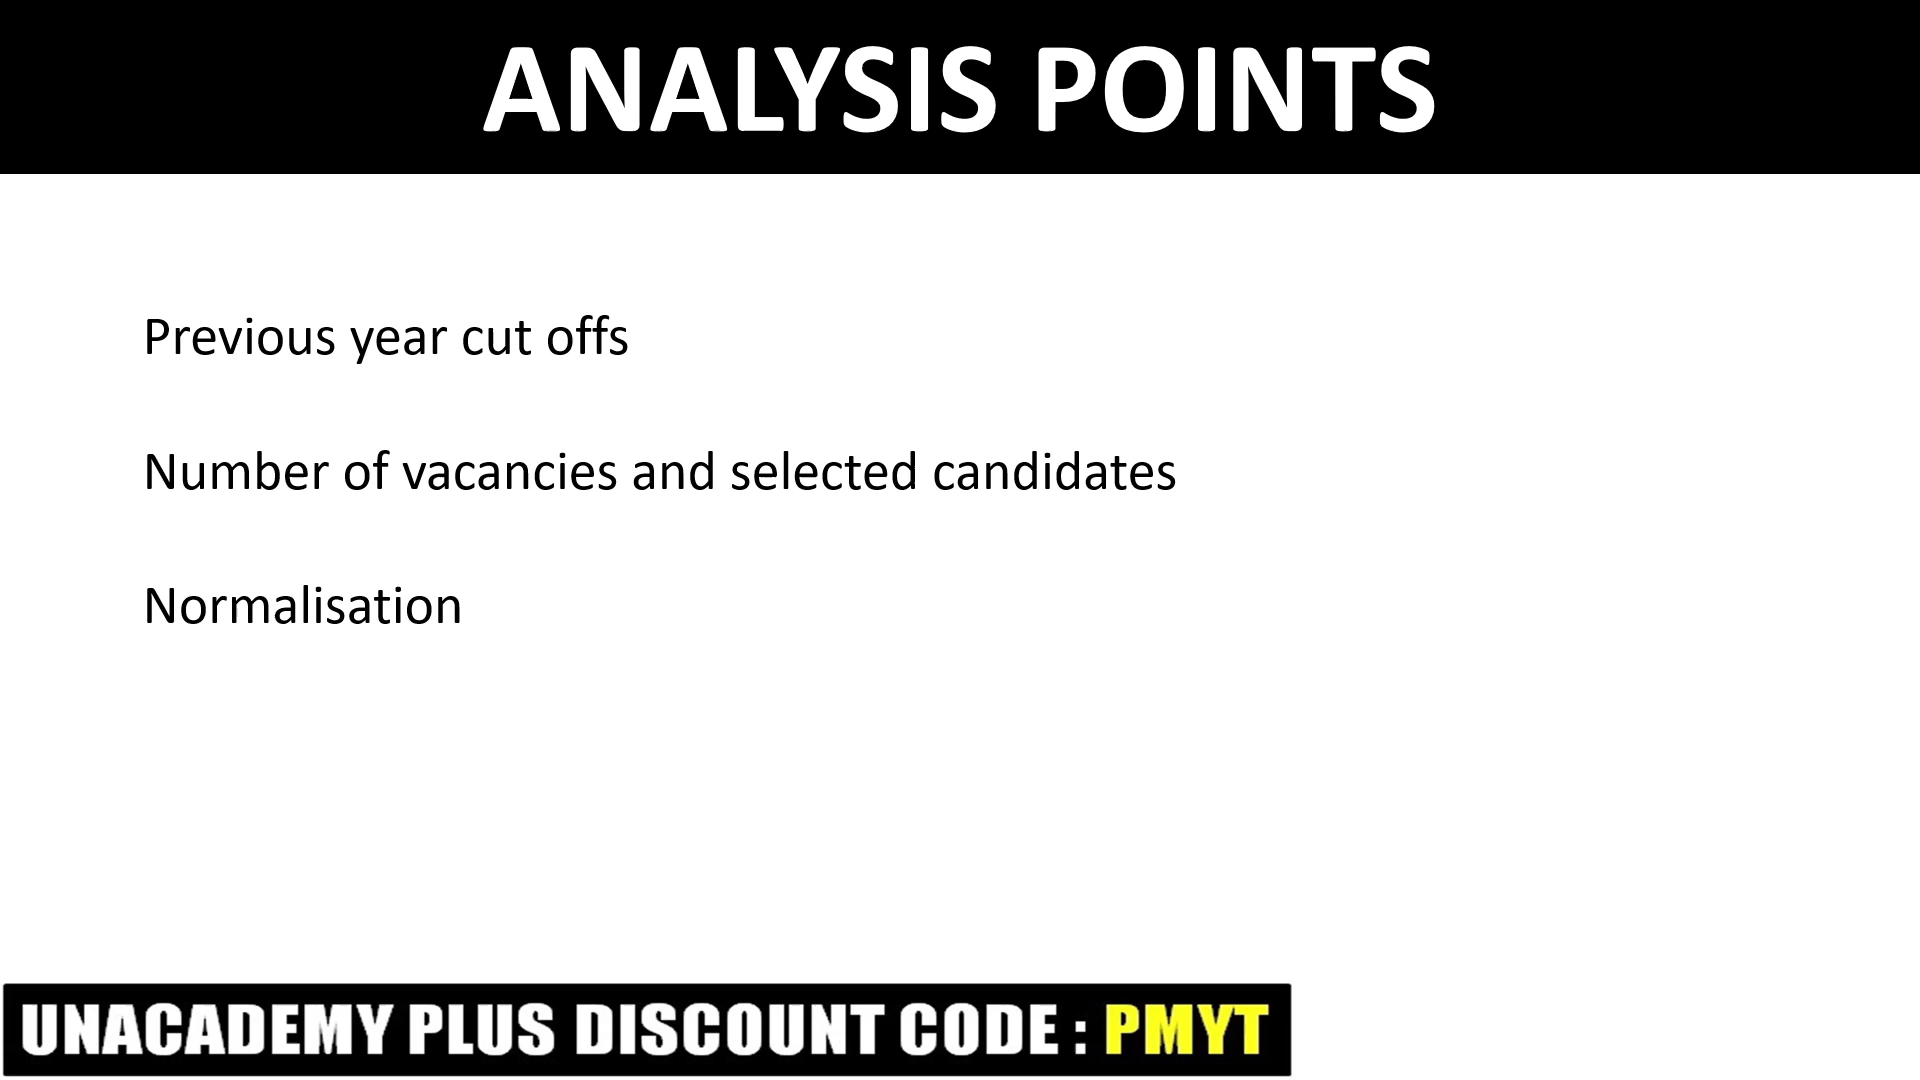 ANALYSIS POINTS
Previous year cut offs
Number of vacancies and selected candidates
Normalisation
UNACADEMY PLUS DISCOUNT CODE : PMYT